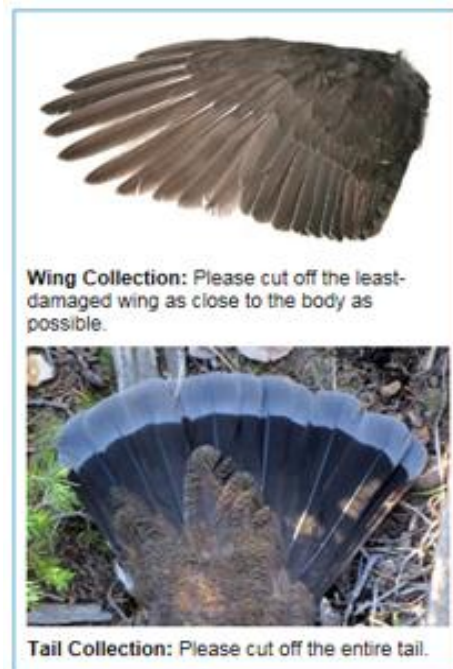 Wing Collection: Please cut off the least-
damaged wing as close to the body as
possible.
Tail Collection: Please cut off the entire tail.